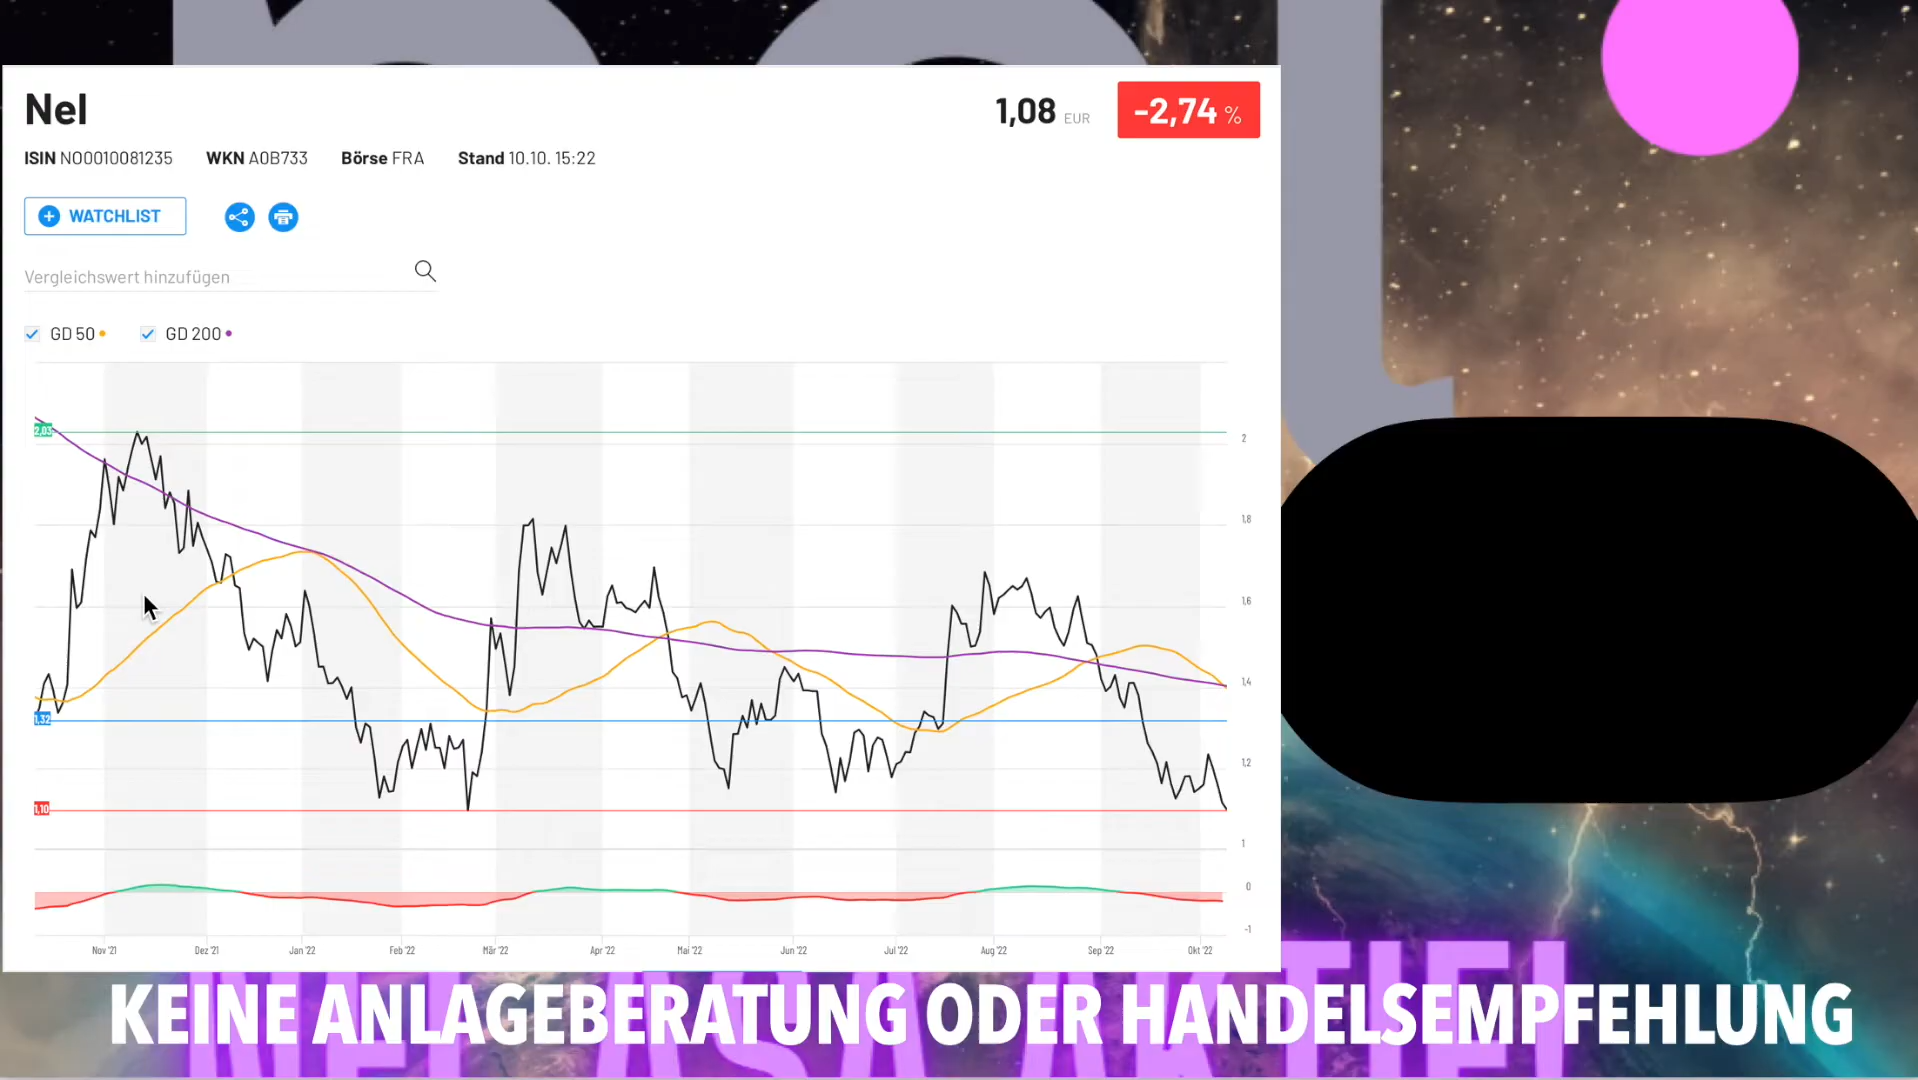 Nel
1,08 EUR
-2,74 %
ISIN NO0010081235 WKN A0B733 Börse FRA Stand 10.10. 15:22
WATCHLIST
Vergleichswert hinzufügen
GD 50 GD 200
2,03
2
1,8
1,6
1,4
1,32
1,2
1,10
1
0
-1
Nov '21 Dez '21 Jan '22 Feb '22 Mär '22 Apr '22 Mai '22 Jun '22 Jul '22 Aug '22 Sep '22 Okt '22
NEL ASA AKTIE!
KEINE ANLAGEBERATUNG ODER HANDELSEMPFEHLUNG